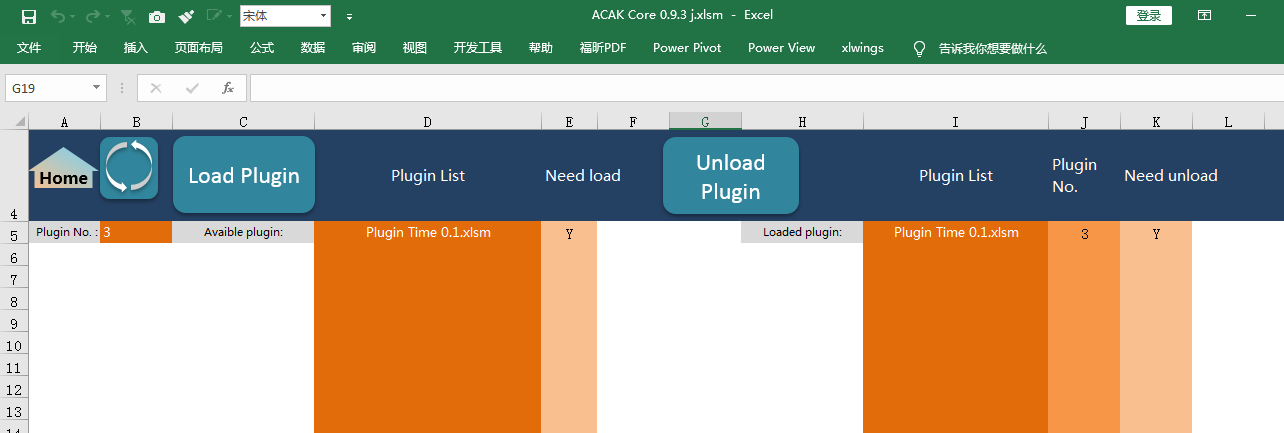 宋体
ACAK Core 0.9.3 j.xlsm - Excel
登录
文件 开始 插入 页面布局 公式 数据 审阅 视图 开发工具 帮助 福昕PDF Power Pivot Power View xlwings 告诉我你想要做什么
G19 fx
A B C D E F G H I J K L
4 Home Load Plugin Plugin List Need load Unload Plugin Plugin List Plugin No. Need unload
5 Plugin No. : 3 Avaible plugin: Plugin Time 0.1.xlsm Y Loaded plugin: Plugin Time 0.1.xlsm 3 Y
6
7
8
9
10
11
12
13
14